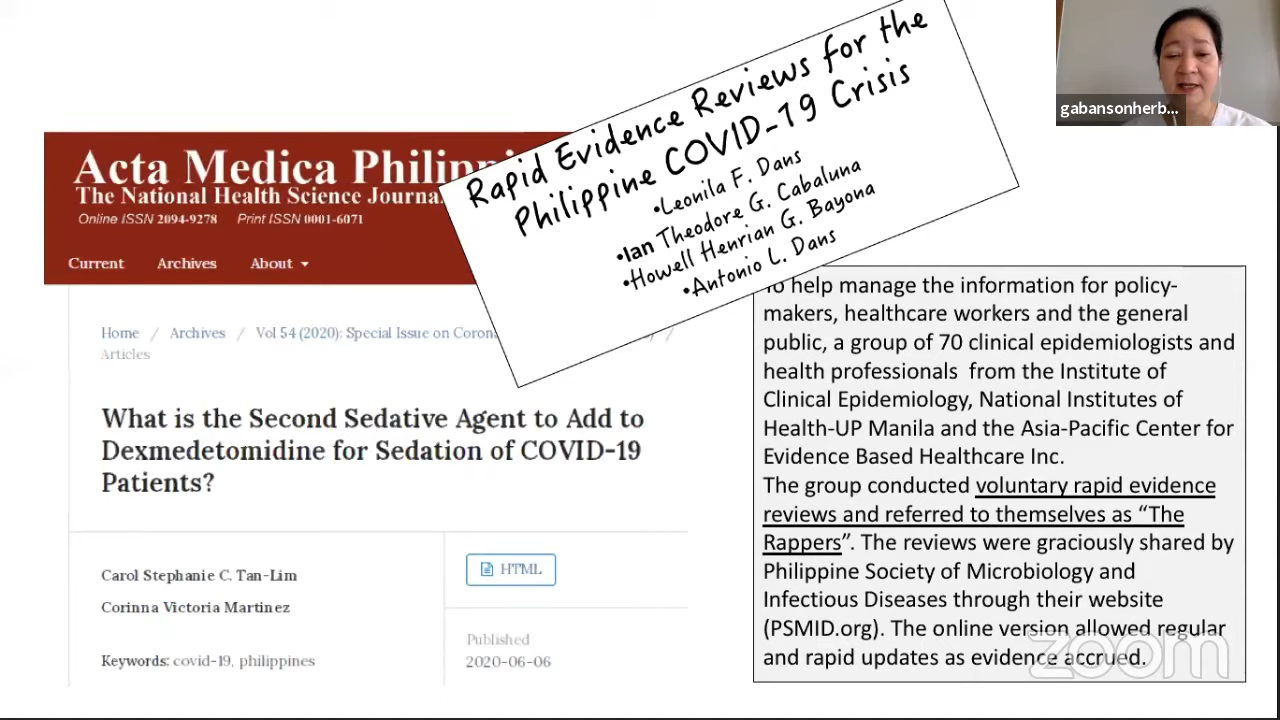 Rapid Evidence Reviews for the
Philippine COVID-19 Crisis
•Leonila F. Dans
•Ian Theodore G. Cabaluna
•Howell Henrian G. Bayona
•Antonio L. Dans
gabansonherb...
Acta Medica
The National Health Science
Online ISSN 2094-9278 Print ISSN 0001-6071
Current Archives About
Home / Archives / Vol 54 (2020): Special Issue on
Articles
What is the Second Sedative Agent to Add to
Dexmedetomidine for Sedation of COVID-19
Patients?
Carol Stephanie C. Tan-Lim
Corinna Victoria Martinez
Keywords: covid-19, philippines
HTML
Published
2020-06-06
To help manage the information for policy-
makers, healthcare workers and the general
public, a group of 70 clinical epidemiologists and
health professionals from the Institute of
Clinical Epidemiology, National Institutes of
Health-UP Manila and the Asia-Pacific Center for
Evidence Based Healthcare Inc.
The group conducted voluntary rapid evidence
reviews and referred to themselves as “The
Rappers”. The reviews were graciously shared by
Philippine Society of Microbiology and
Infectious Diseases through their website
(PSMID.org). The online version allowed regular
and rapid updates as evidence accrued.
zoom